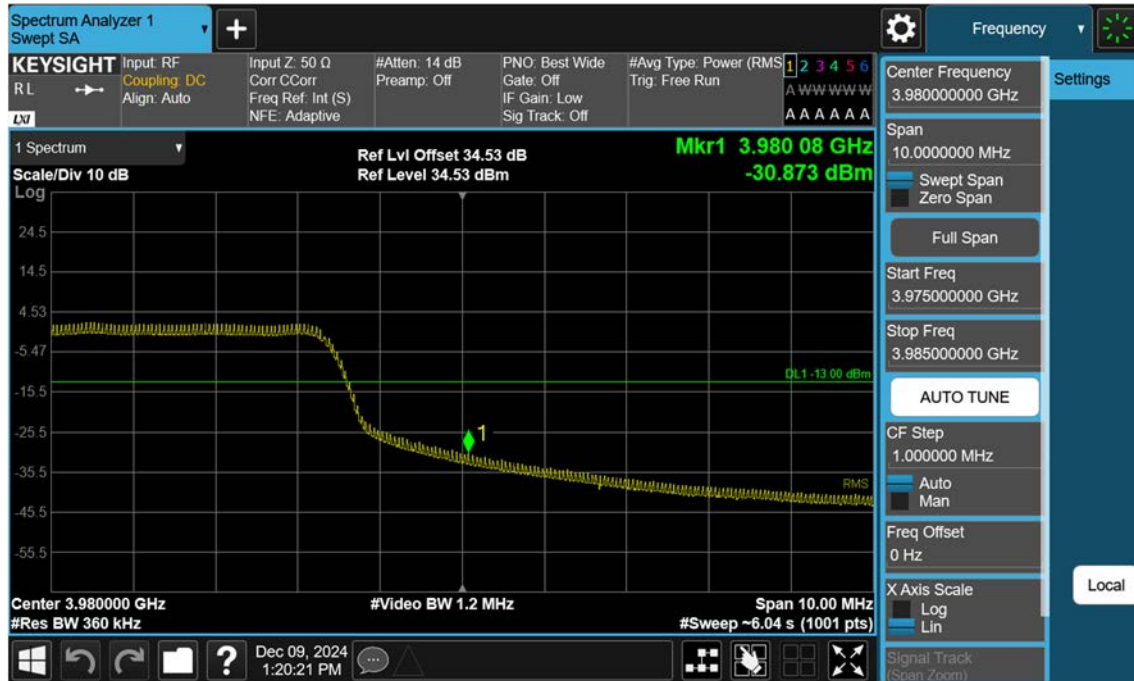 Spectrum Analyzer 1
Swept SA
Frequency
KEYSIGHT
RL
LXI
Input: RF
Coupling: DC
Align: Auto
Input Z: 50 Ω
Corr CCorr
Freq Ref: Int (S)
NFE: Adaptive
#Atten: 14 dB
Preamp: Off
PNO: Best Wide
Gate: Off
IF Gain: Low
Sig Track: Off
#Avg Type: Power (RMS
Trig: Free Run
1 2 3 4 5 6
A W W W W W
A A A A A A
1 Spectrum
Scale/Div 10 dB
Ref Lvl Offset 34.53 dB
Ref Level 34.53 dBm
Mkr1 3.980 08 GHz
-30.873 dBm
Log
24.5
14.5
4.53
-5.47
DL1 -13.00 dBm
-15.5
-25.5
1
-35.5
RMS
-45.5
-55.5
Center 3.980000 GHz
#Video BW 1.2 MHz
Span 10.00 MHz
#Res BW 360 kHz
#Sweep ~6.04 s (1001 pts)
?
Dec 09, 2024
1:20:21 PM
Center Frequency
3.980000000 GHz
Span
10.0000000 MHz
Swept Span
Zero Span
Full Span
Start Freq
3.975000000 GHz
Stop Freq
3.985000000 GHz
AUTO TUNE
CF Step
1.000000 MHz
Auto
Man
Freq Offset
0 Hz
X Axis Scale
Log
Lin
Signal Track
(Span Zoom)
Settings
Local